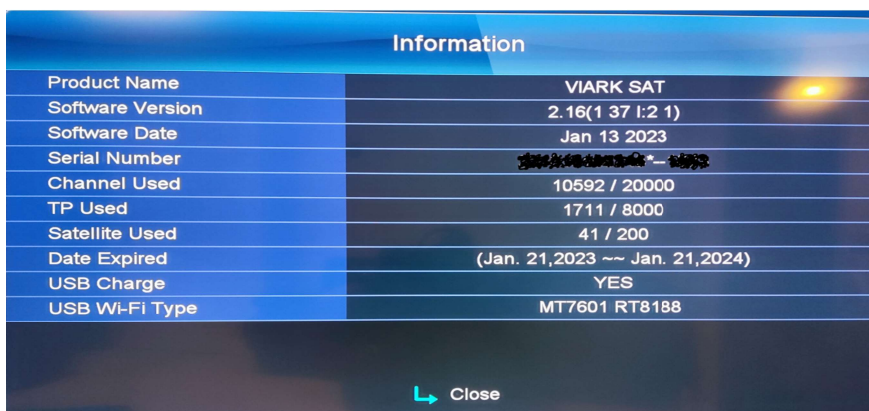 Information
Product Name VIARK SAT
Software Version 2.16(1 37 I:2 1)
Software Date Jan 13 2023
Serial Number
Channel Used 10592 / 20000
TP Used 1711 / 8000
Satellite Used 41 / 200
Date Expired (Jan. 21,2023 ~~ Jan. 21,2024)
USB Charge YES
USB Wi-Fi Type MT7601 RT8188
Close